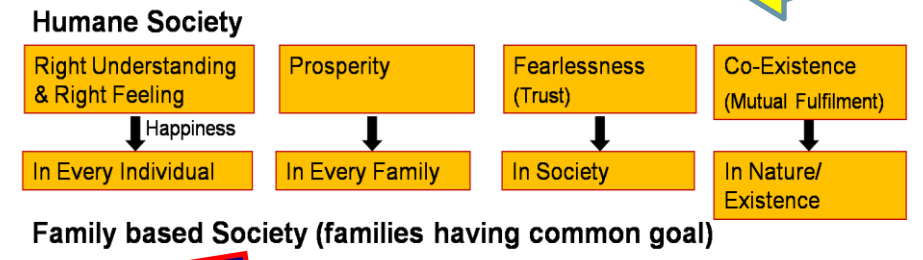 Humane Society
Right Understanding
& Right Feeling
Prosperity
Fearlessness
(Trust)
Co-Existence
(Mutual Fulfilment)
Happiness
In Every Individual
In Every Family
In Society
In Nature/
Existence
Family based Society (families having common goal)